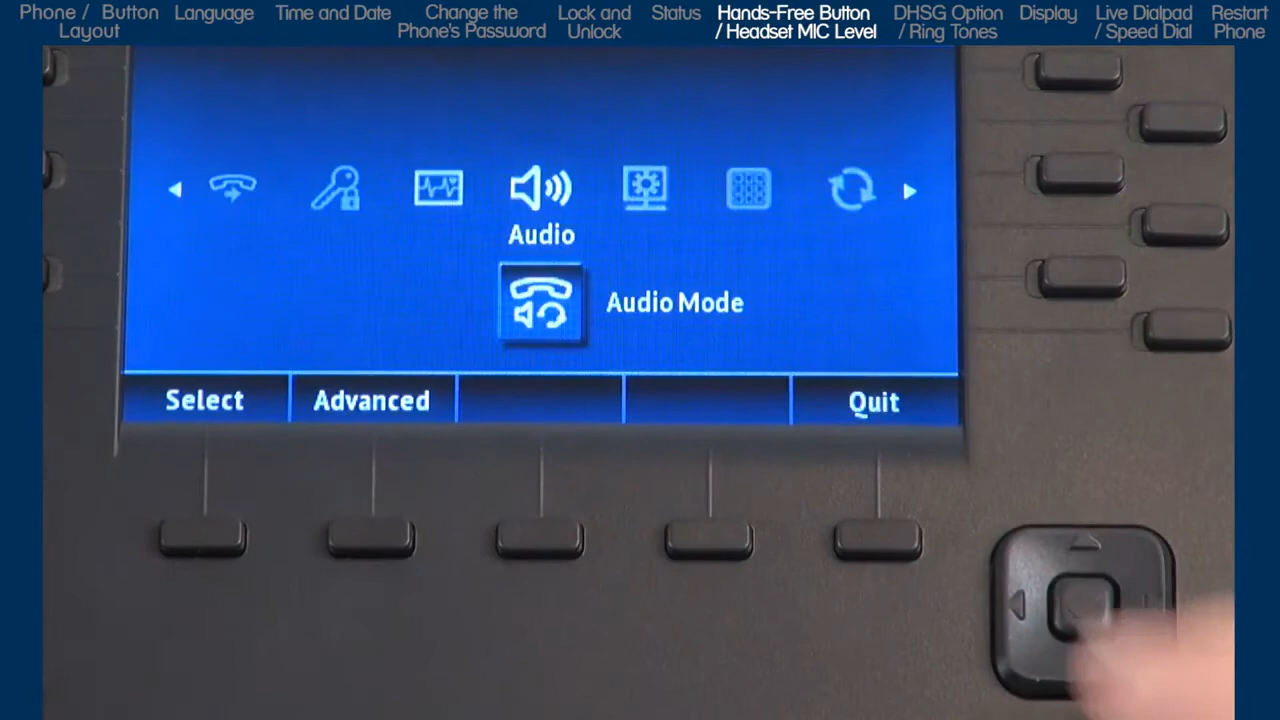 Phone / Button Layout
Language
Time and Date
Change the Phone's Password
Lock and Unlock
Status
Hands-Free Button / Headset MIC Level
DHSG Option / Ring Tones
Display
Live Dialpad / Speed Dial
Restart Phone
Audio
Audio Mode
Select
Advanced
Quit